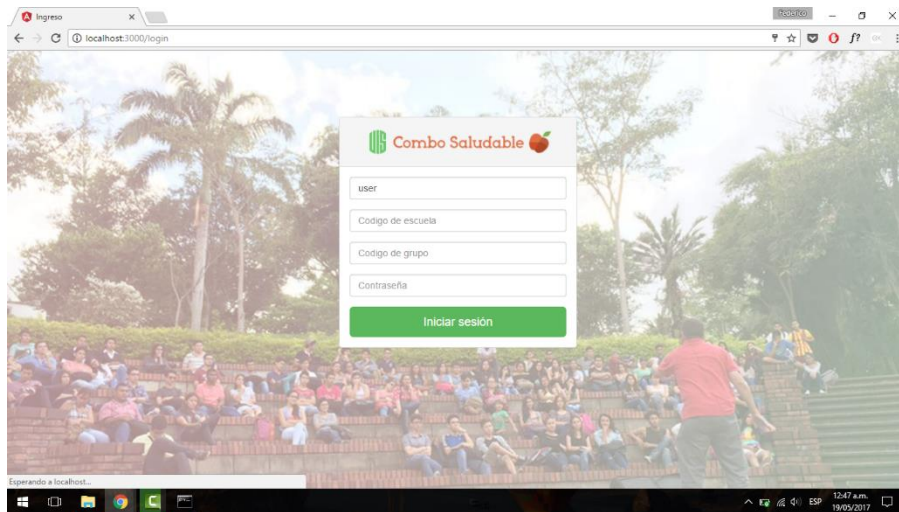 Ingreso
federico
localhost:3000/login
f?
UIS Combo Saludable
user
Codigo de escuela
Codigo de grupo
Contraseña
Iniciar sesión
Esperando a localhost...
ESP
12:47 a.m.
19/05/2017